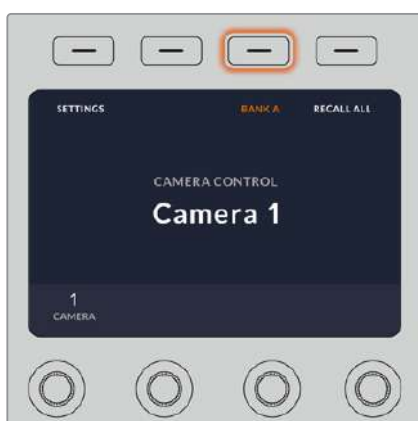 SETTINGS BANK A RECALL ALL
CAMERA CONTROL
Camera 1
1
CAMERA